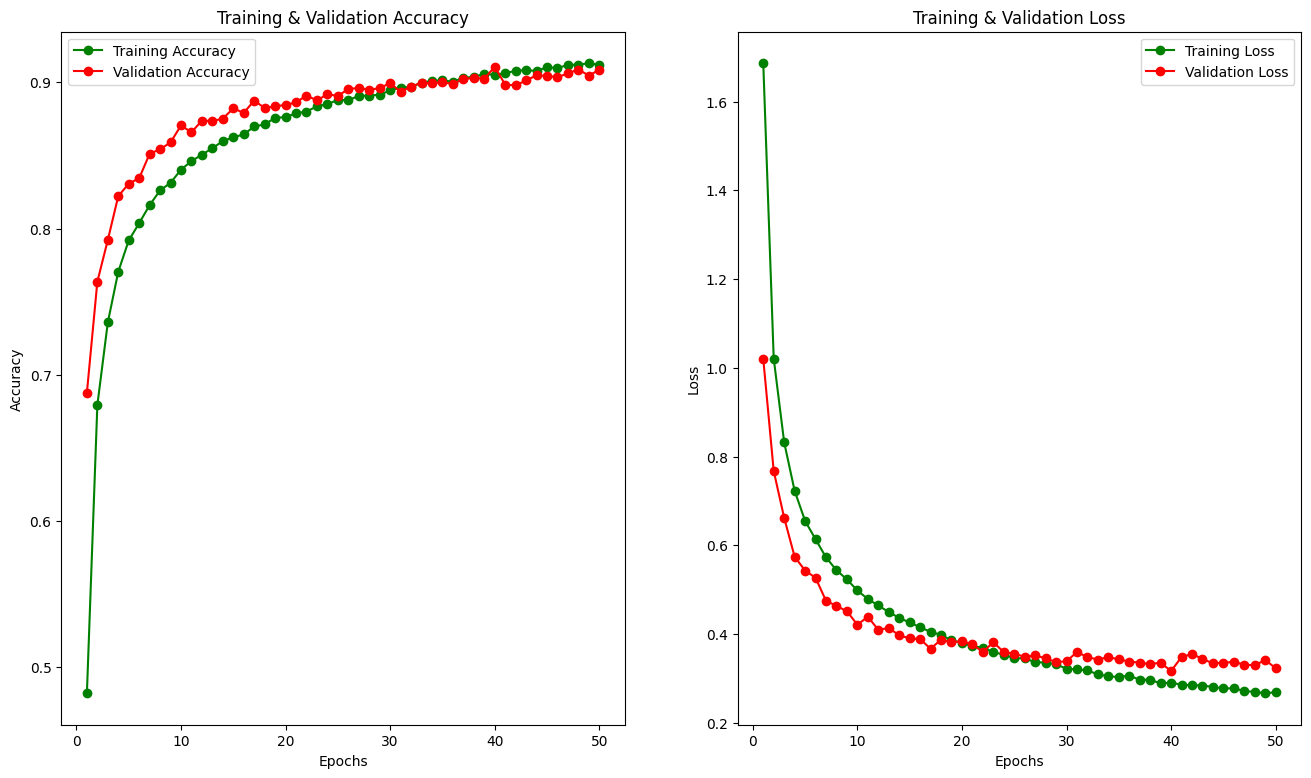 Training & Validation Accuracy
Training Accuracy
Validation Accuracy
0.9
0.8
0.7
0.6
0.5
Accuracy
0 10 20 30 40 50
Epochs
Training & Validation Loss
Training Loss
Validation Loss
1.6
1.4
1.2
1.0
0.8
0.6
0.4
0.2
Loss
0 10 20 30 40 50
Epochs